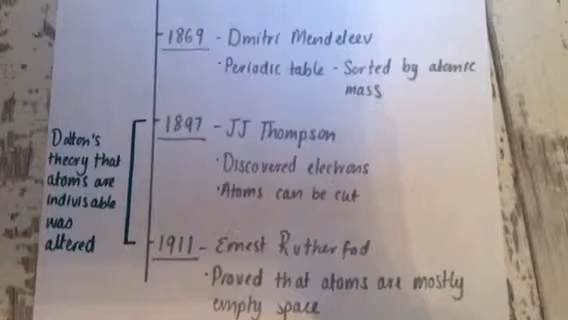 1869 - Dmitri Mendeleev
· Periodic table - Sorted by atomic
mass
1897 - JJ Thompson
· Discovered electrons
· Atoms can be cut
Dalton's
theory that
atoms are
indivisable
was
altered
1911 - Ernest Rutherfod
· Proved that atoms are mostly
empty space